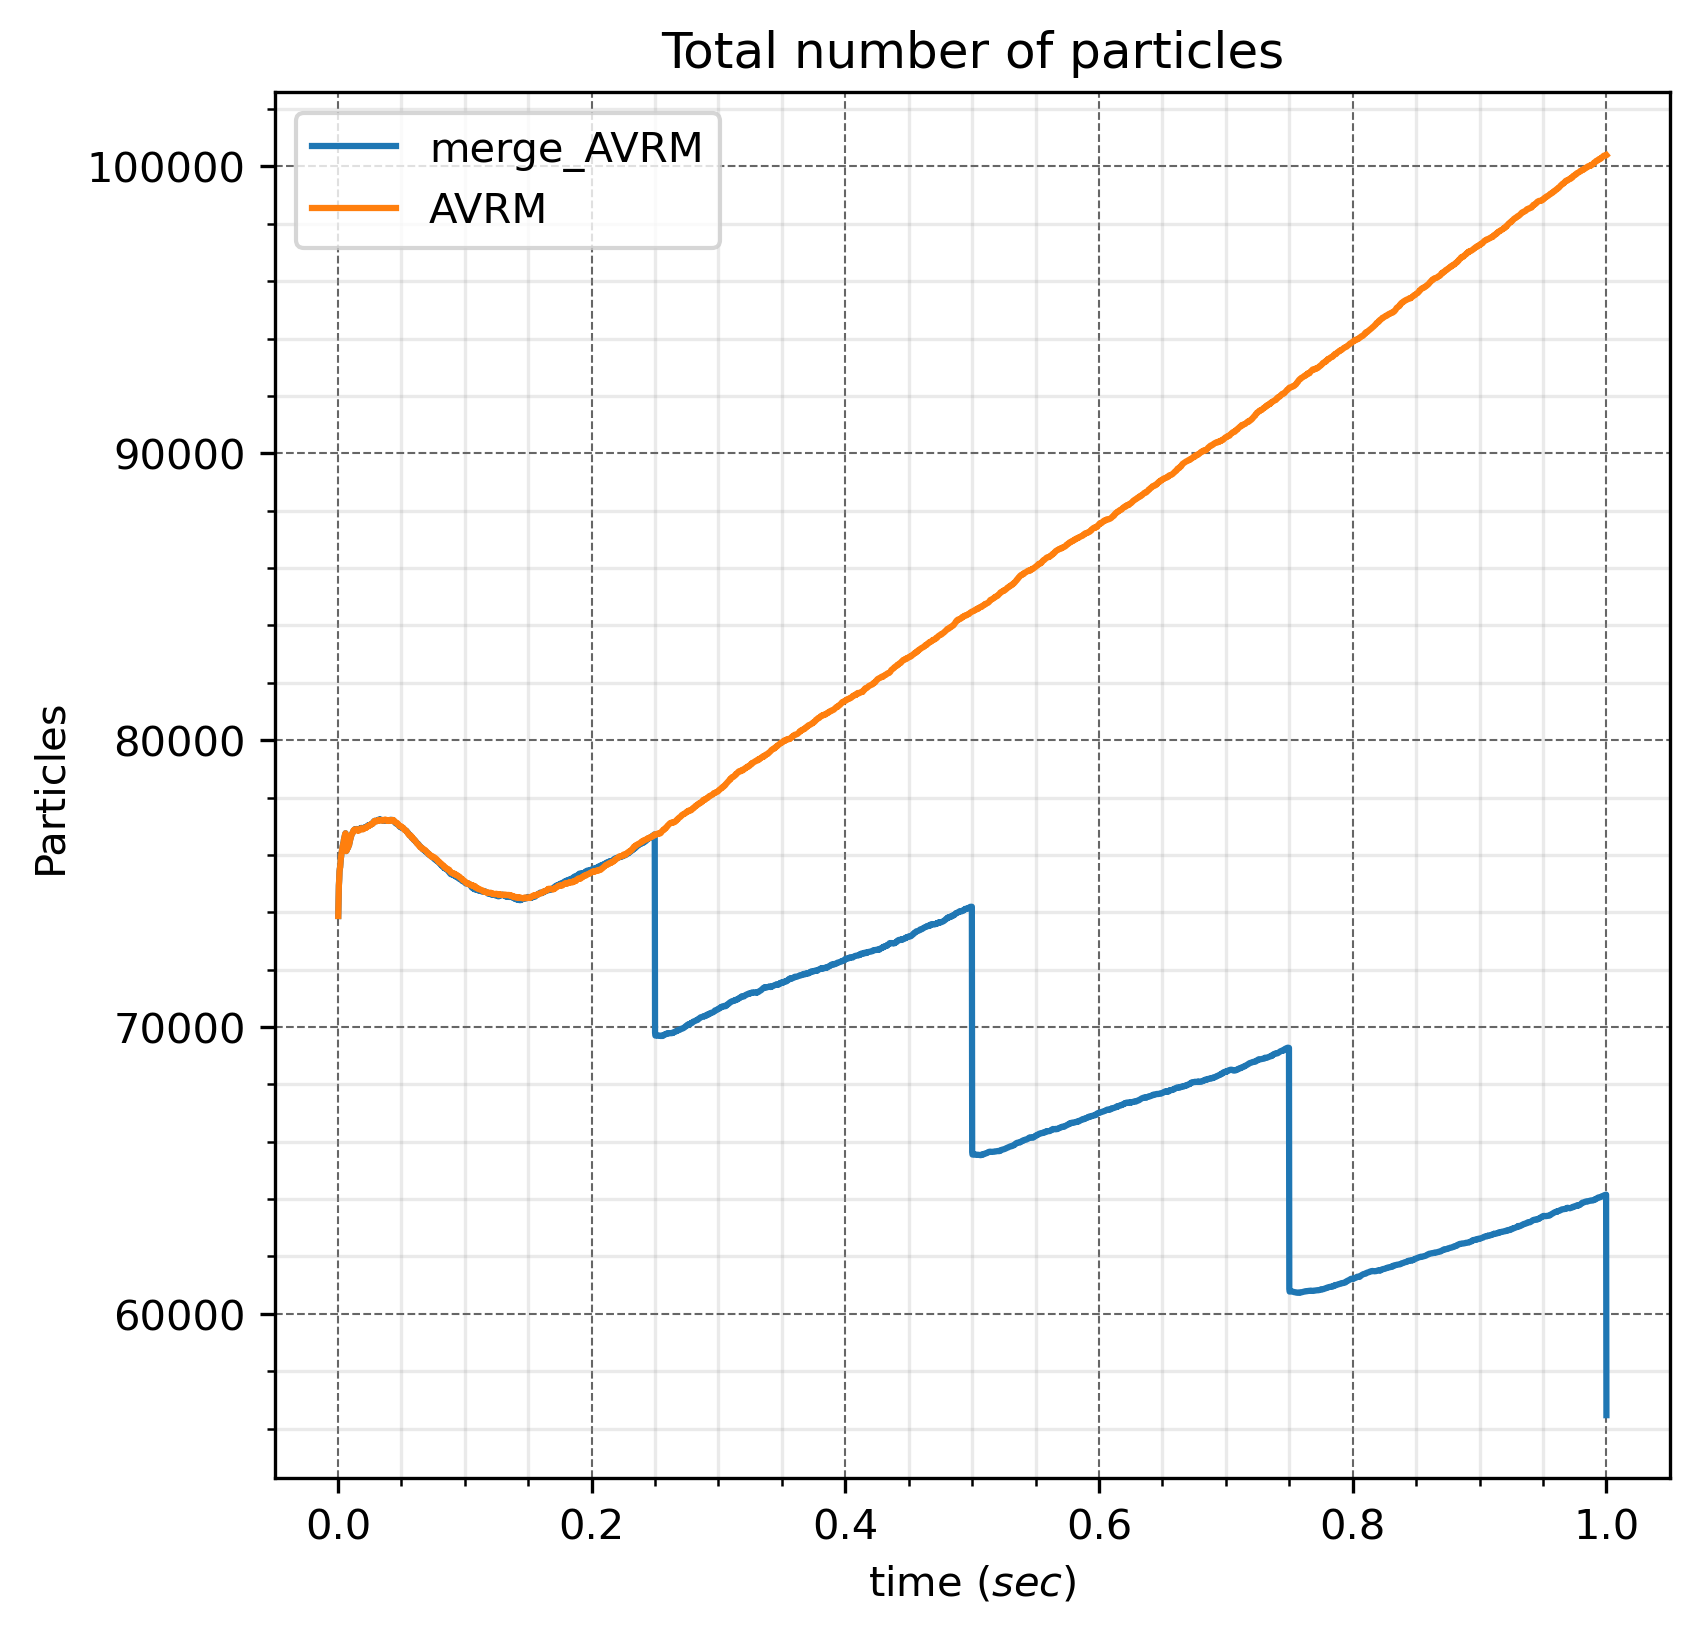 Total number of particles
merge_AVRM
AVRM
100000
90000
80000
70000
60000
Particles
0.0 0.2 0.4 0.6 0.8 1.0
time (sec)